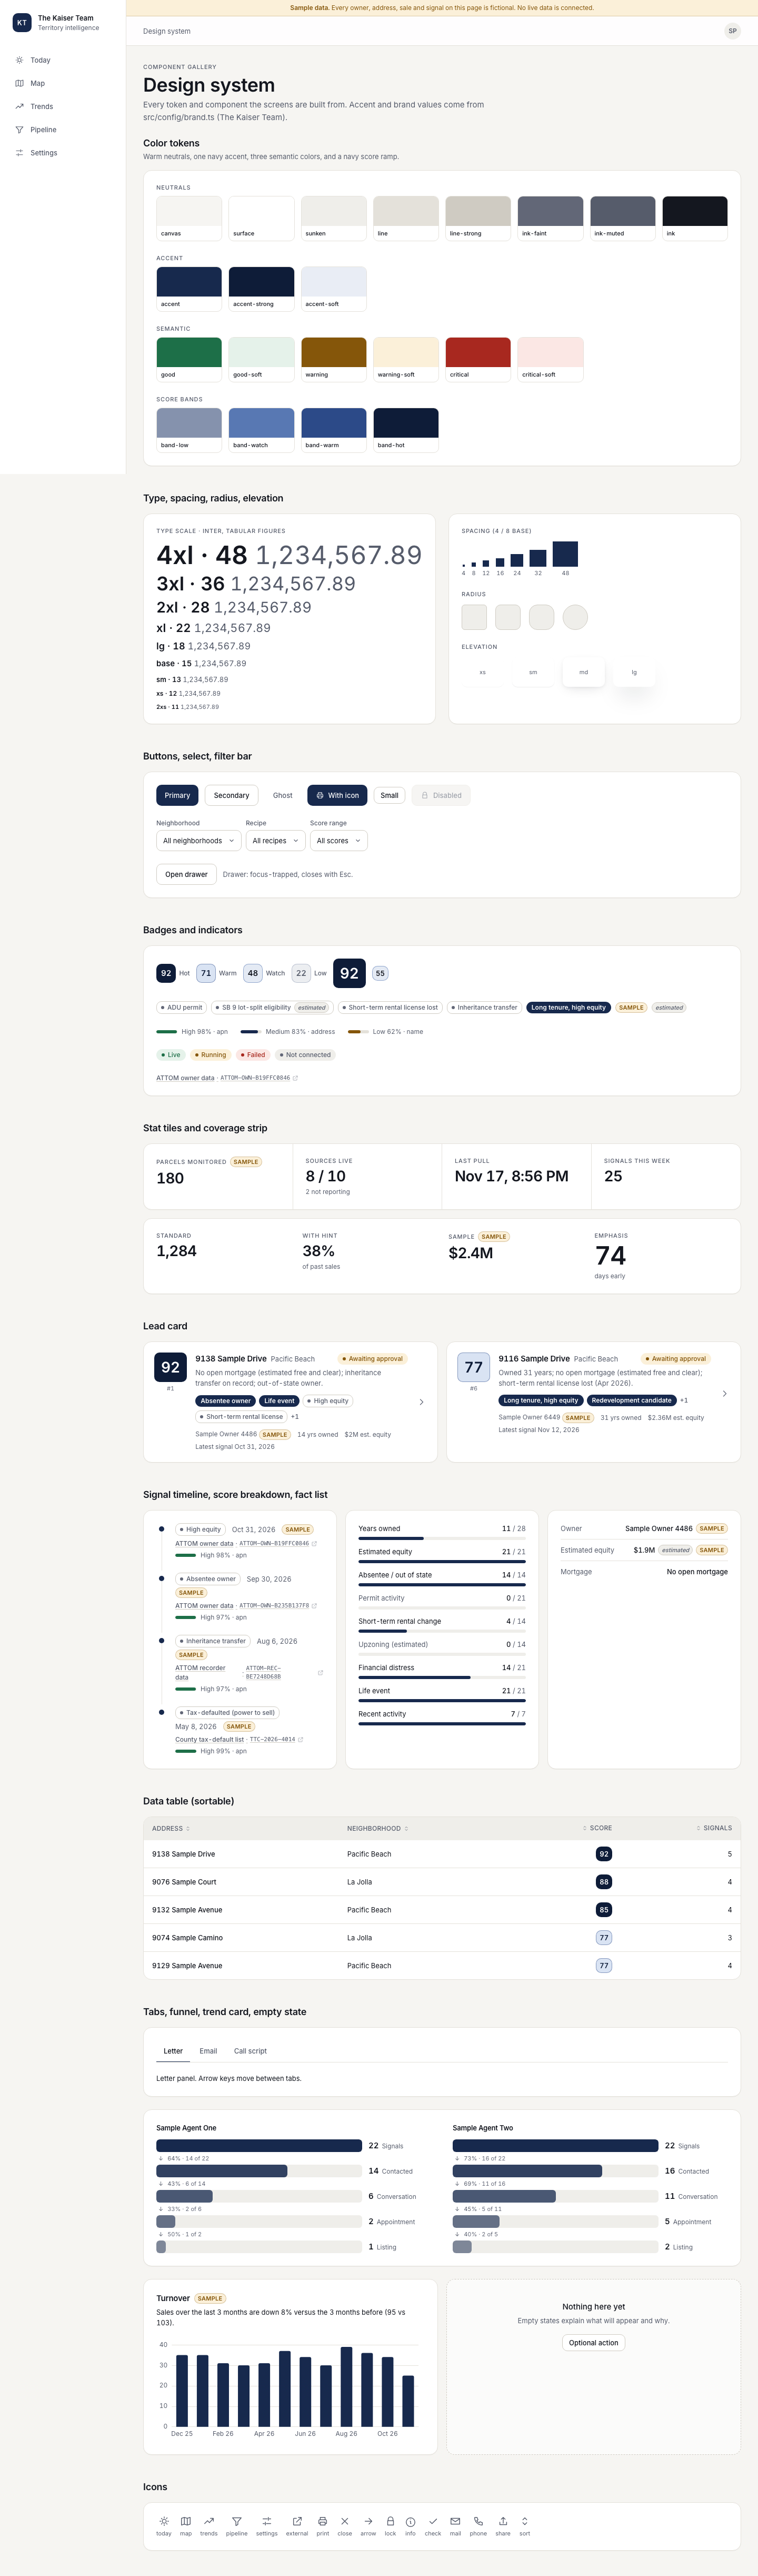 Sample data. Every owner, address, sale and signal on this page is fictional. No live data is connected.
KT
The Kaiser Team
Territory intelligence
Today
Map
Trends
Pipeline
Settings
Design system
SP
COMPONENT GALLERY
Design system
Every token and component the screens are built from. Accent and brand values come from
src/config/brand.ts (The Kaiser Team).
Color tokens
Warm neutrals, one navy accent, three semantic colors, and a navy score ramp.
NEUTRALS
canvas surface sunken line line-strong ink-faint ink-muted ink
ACCENT
accent accent-strong accent-soft
SEMANTIC
good good-soft warning warning-soft critical critical-soft
SCORE BANDS
band-low band-watch band-warm band-hot
Type, spacing, radius, elevation
TYPE SCALE · INTER, TABULAR FIGURES
4xl · 48 1,234,567.89
3xl · 36 1,234,567.89
2xl · 28 1,234,567.89
xl · 22 1,234,567.89
lg · 18 1,234,567.89
base · 15 1,234,567.89
sm · 13 1,234,567.89
xs · 12 1,234,567.89
2xs · 11 1,234,567.89
SPACING (4 / 8 BASE)
4 8 12 16 24 32 48
RADIUS
ELEVATION
xs sm md lg
Buttons, select, filter bar
Primary Secondary Ghost With icon Small Disabled
Neighborhood Recipe Score range
All neighborhoods All recipes All scores
Open drawer Drawer: focus-trapped, closes with Esc.
Badges and indicators
92 Hot 71 Warm 48 Watch 22 Low 92 55
ADU permit SB 9 lot-split eligibility estimated Short-term rental license lost Inheritance transfer Long tenure, high equity SAMPLE estimated
High 98% · apn Medium 83% · address Low 62% · name
Live Running Failed Not connected
ATTOM owner data · ATTOM-OWN-B19FFC0846
Stat tiles and coverage strip
PARCELS MONITORED SAMPLE
180
SOURCES LIVE
8 / 10
2 not reporting
LAST PULL
Nov 17, 8:56 PM
SIGNALS THIS WEEK
25
STANDARD
1,284
WITH HINT
38%
of past sales
SAMPLE SAMPLE
$2.4M
EMPHASIS
74
days early
Lead card
92
#1
9138 Sample Drive Pacific Beach Awaiting approval
No open mortgage (estimated free and clear); inheritance
transfer on record; out-of-state owner.
Absentee owner Life event High equity
Short-term rental license +1
Sample Owner 4486 SAMPLE 14 yrs owned $2M est. equity
Latest signal Oct 31, 2026
77
#6
9116 Sample Drive Pacific Beach Awaiting approval
Owned 31 years; no open mortgage (estimated free and clear);
short-term rental license lost (Apr 2026).
Long tenure, high equity Redevelopment candidate +1
Sample Owner 6449 SAMPLE 31 yrs owned $2.36M est. equity
Latest signal Nov 12, 2026
Signal timeline, score breakdown, fact list
High equity Oct 31, 2026 SAMPLE
ATTOM owner data · ATTOM-OWN-B19FFC0846
High 98% · apn
Absentee owner Sep 30, 2026
SAMPLE
ATTOM owner data · ATTOM-OWN-B235B137F8
High 97% · apn
Inheritance transfer Aug 6, 2026
SAMPLE
ATTOM recorder data · ATTOM-REC-BE7248D68B
High 97% · apn
Tax-defaulted (power to sell)
May 8, 2026 SAMPLE
County tax-default list · TTC-2026-4014
High 99% · apn
Years owned 11 / 28
Estimated equity 21 / 21
Absentee / out of state 14 / 14
Permit activity 0 / 21
Short-term rental change 4 / 14
Upzoning (estimated) 0 / 14
Financial distress 14 / 21
Life event 21 / 21
Recent activity 7 / 7
Owner Sample Owner 4486 SAMPLE
Estimated equity $1.9M estimated SAMPLE
Mortgage No open mortgage
Data table (sortable)
ADDRESS NEIGHBORHOOD SCORE SIGNALS
9138 Sample Drive Pacific Beach 92 5
9076 Sample Court La Jolla 88 4
9132 Sample Avenue Pacific Beach 85 4
9074 Sample Camino La Jolla 77 3
9129 Sample Avenue Pacific Beach 77 4
Tabs, funnel, trend card, empty state
Letter Email Call script
Letter panel. Arrow keys move between tabs.
Sample Agent One
22 Signals
↓ 64% · 14 of 22
14 Contacted
↓ 43% · 6 of 14
6 Conversation
↓ 33% · 2 of 6
2 Appointment
↓ 50% · 1 of 2
1 Listing
Sample Agent Two
22 Signals
↓ 73% · 16 of 22
16 Contacted
↓ 69% · 11 of 16
11 Conversation
↓ 45% · 5 of 11
5 Appointment
↓ 40% · 2 of 5
2 Listing
Turnover SAMPLE
Sales over the last 3 months are down 8% versus the 3 months before (95 vs
103).
40
30
20
10
0
Dec 25 Feb 26 Apr 26 Jun 26 Aug 26 Oct 26
Nothing here yet
Empty states explain what will appear and why.
Optional action
Icons
today map trends pipeline settings external print close arrow lock info check mail phone share sort